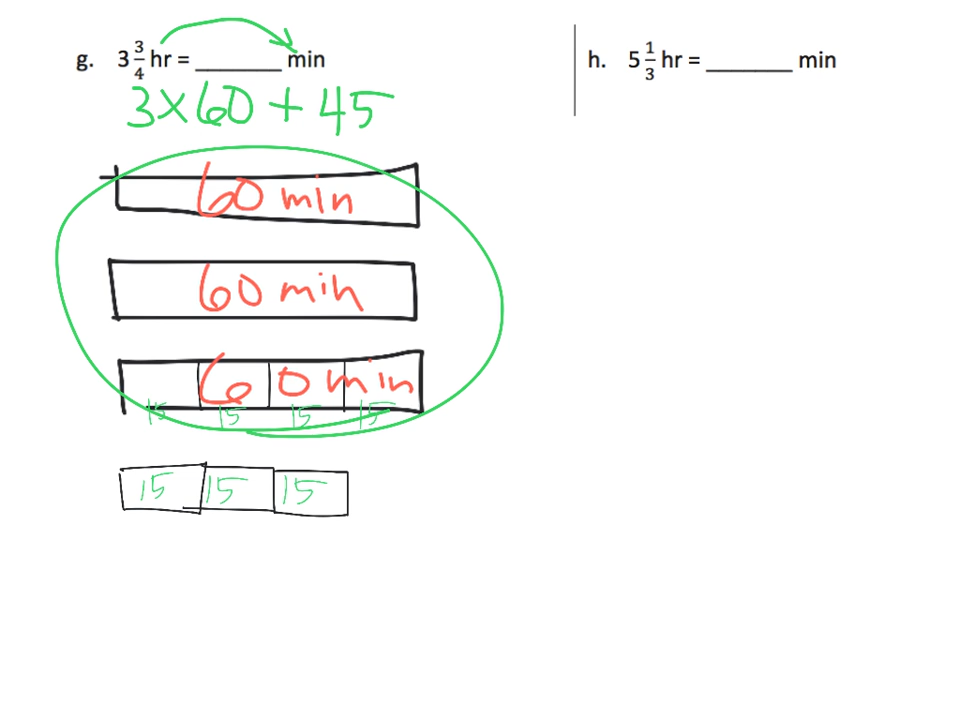 g. 3 3/4 hr = ________ min
3×60 + 45
60 min
60 min
60 min
15 15 15 15
15 15 15
h. 5 1/3 hr = ________ min